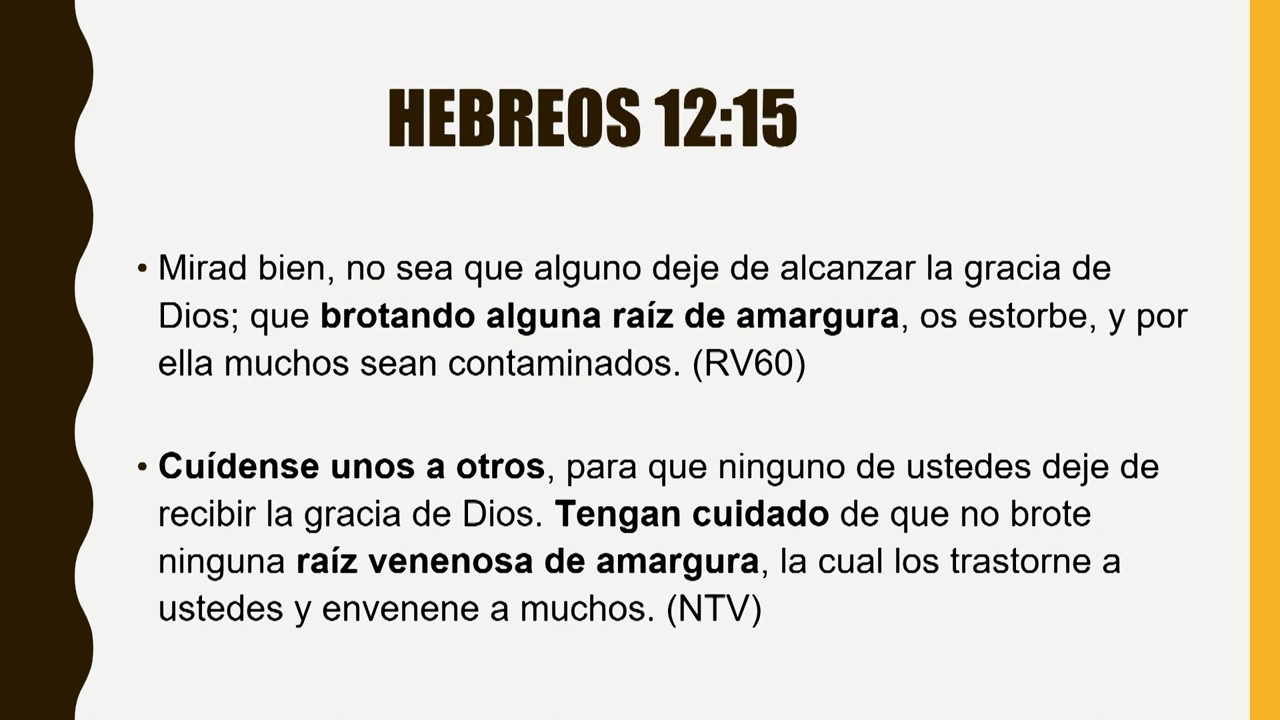 HEBREOS 12:15
• Mirad bien, no sea que alguno deje de alcanzar la gracia de
Dios; que brotando alguna raíz de amargura, os estorbe, y por
ella muchos sean contaminados. (RV60)
• Cuídense unos a otros, para que ninguno de ustedes deje de
recibir la gracia de Dios. Tengan cuidado de que no brote
ninguna raíz venenosa de amargura, la cual los trastorne a
ustedes y envenene a muchos. (NTV)